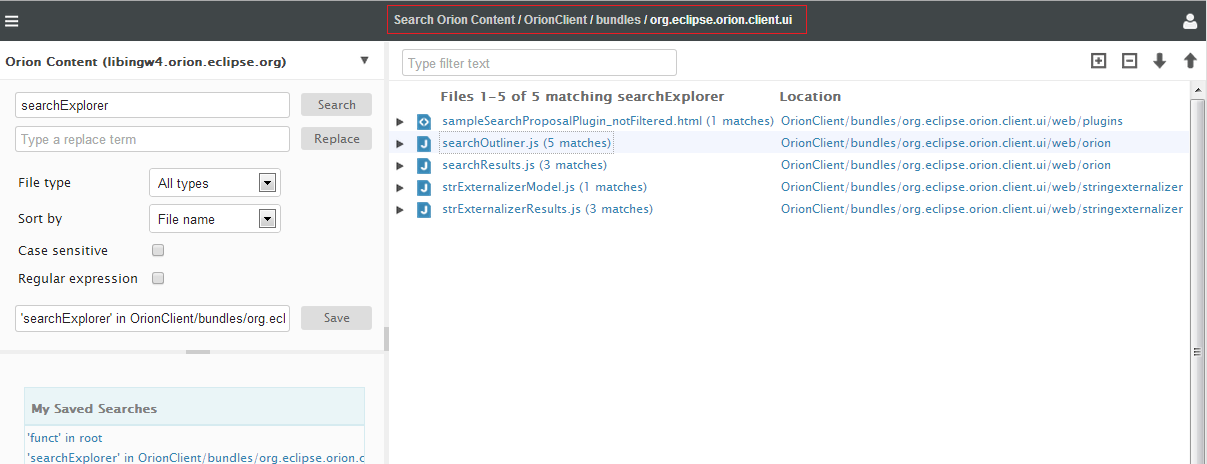 Search Orion Content / OrionClient / bundles / org.eclipse.orion.client.ui
Orion Content (libingw4.orion.eclipse.org)
searchExplorer
Search
Type a replace term
Replace
File type
All types
Sort by
File name
Case sensitive
Regular expression
'searchExplorer' in OrionClient/bundles/org.ecl
Save
My Saved Searches
'funct' in root
'searchExplorer' in OrionClient/bundles/org.eclipse.orion.c
Type filter text
Files 1-5 of 5 matching searchExplorer Location
sampleSearchProposalPlugin_notFiltered.html (1 matches) OrionClient/bundles/org.eclipse.orion.client.ui/web/plugins
J searchOutliner.js (5 matches) OrionClient/bundles/org.eclipse.orion.client.ui/web/orion
J searchResults.js (3 matches) OrionClient/bundles/org.eclipse.orion.client.ui/web/orion
J strExternalizerModel.js (1 matches) OrionClient/bundles/org.eclipse.orion.client.ui/web/stringexternalizer
J strExternalizerResults.js (3 matches) OrionClient/bundles/org.eclipse.orion.client.ui/web/stringexternalizer